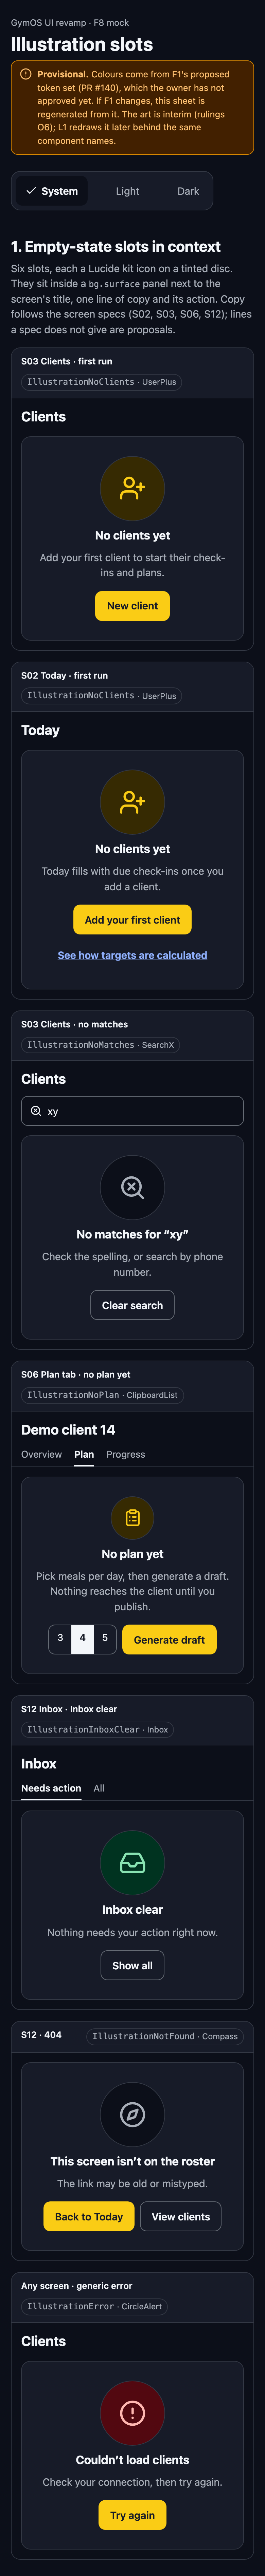 GymOS UI revamp · F8 mock
Illustration slots
Provisional. Colours come from F1's proposed
token set (PR #140), which the owner has not
approved yet. If F1 changes, this sheet is
regenerated from it. The art is interim (rulings
O6); L1 redraws it later behind the same
component names.
System
Light
Dark
1. Empty-state slots in context
Six slots, each a Lucide kit icon on a tinted disc.
They sit inside a bg.surface panel next to the
screen's title, one line of copy and its action. Copy
follows the screen specs (S02, S03, S06, S12); lines
a spec does not give are proposals.
S03 Clients · first run
IllustrationNoClients · UserPlus
Clients
No clients yet
Add your first client to start their check-
ins and plans.
New client
S02 Today · first run
IllustrationNoClients · UserPlus
Today
No clients yet
Today fills with due check-ins once you
add a client.
Add your first client
See how targets are calculated
S03 Clients · no matches
IllustrationNoMatches · SearchX
Clients
xy
No matches for “xy”
Check the spelling, or search by phone
number.
Clear search
S06 Plan tab · no plan yet
IllustrationNoPlan · ClipboardList
Demo client 14
Overview Plan Progress
No plan yet
Pick meals per day, then generate a draft.
Nothing reaches the client until you
publish.
3 4 5 Generate draft
S12 Inbox · Inbox clear
IllustrationInboxClear · Inbox
Inbox
Needs action All
Inbox clear
Nothing needs your action right now.
Show all
S12 · 404
IllustrationNotFound · Compass
This screen isn’t on the roster
The link may be old or mistyped.
Back to Today
View clients
Any screen · generic error
IllustrationError · CircleAlert
Clients
Couldn’t load clients
Check your connection, then try again.
Try again